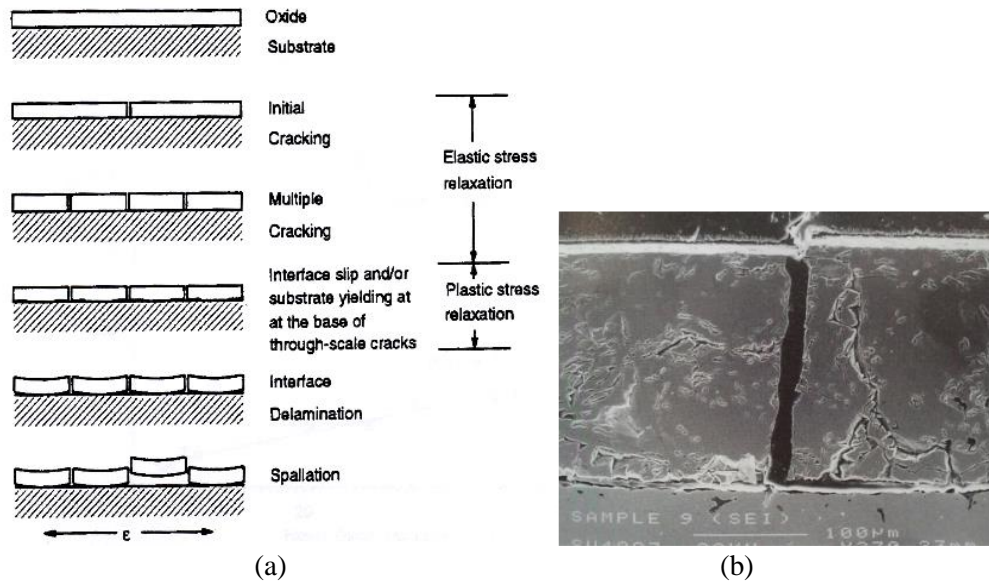 Oxide
Substrate
Initial
Cracking
Elastic stress
relaxation
Multiple
Cracking
Interface slip and/or
substrate yielding at
at the base of
through-scale cracks
Plastic stress
relaxation
Interface
Delamination
Spallation
ε
SAMPLE 9 (SEI)
100μm
(a)
(b)